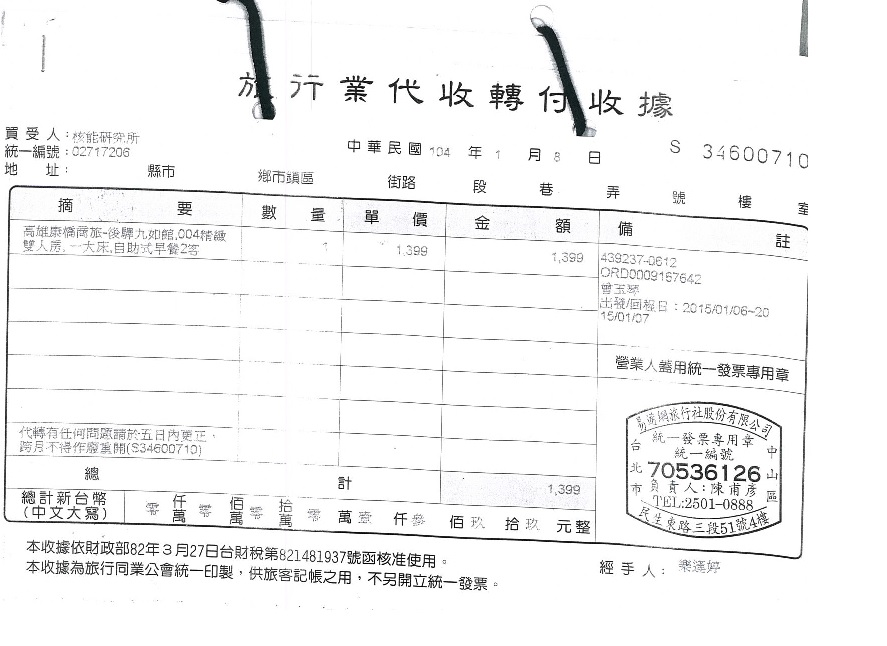 旅行業代收轉付收據
買受人:核能研究所
統一編號:02717206
中華民國 104 年 1 月 8 日
S 34600710
地 址: 縣市 鄉市鎮區 街路 段 巷 弄 號 樓 室
摘 要 數 量 單 價 金 額 備 註
高雄康橋商旅-後驛九如館,004精緻
雙人房,一大床,自助式早餐2客 1 1,399 1,399
439237-0612
ORD0009167642
曾玉琴
出發/回程日:2015/01/06~20
15/01/07
營業人蓋用統一發票專用章
易遊網旅行社股份有限公司
統一發票專用章
統一編號
70536126
負責人:陳甫彥
TEL:2501-0888
台北市 中山區
民生東路三段51號4樓
代轉有任何問題請於五日內更正,
跨月不得作廢重開(S34600710)
總 計 1,399
總計新台幣
(中文大寫) 零 仟萬 零 佰萬 零 拾萬 零 萬 壹 仟 參 佰 玖 拾 玖 元整
本收據依財政部82年3月27日台財稅第821481937號函核准使用。
本收據為旅行同業公會統一印製,供旅客記帳之用,不另開立統一發票。
經手人: